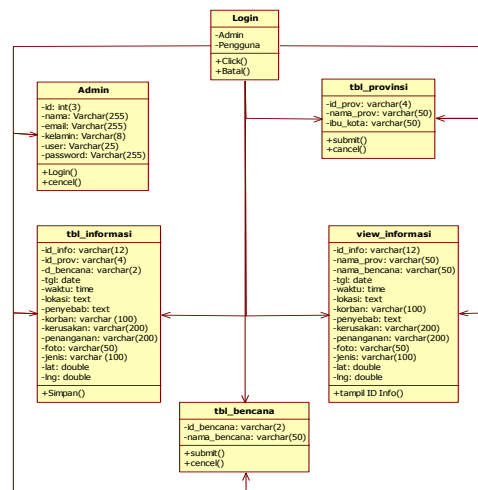 Login
-Admin
-Pengguna
+Click()
+Batal()
Admin
-id: int(3)
-nama: Varchar(255)
-email: Varchar(255)
-kelamin: Varchar(8)
-user: Varchar(25)
-password: Varchar(255)
+Login()
+cencel()
tbl_provinsi
-id_prov: varchar(4)
-nama_prov: varchar(50)
-ibu_kota: varchar(50)
+submit()
+cancel()
tbl_informasi
-id_info: varchar(12)
-id_prov: varchar(4)
-d_bencana: varchar(2)
-tgl: date
-waktu: time
-lokasi: text
-penyebab: text
-korban: varchar (100)
-kerusakan: varchar(200)
-penanganan: varchar(200)
-foto: varchar(50)
-jenis: varchar (100)
-lat: double
-lng: double
+Simpan()
view_informasi
-id_info: varchar(12)
-nama_prov: varchar(50)
-nama_bencana: varchar(50)
-tgl: date
-waktu: time
-lokasi: text
-penyebab: text
-korban: varchar(100)
-kerusakan: varchar(200)
-penanganan: varchar(200)
-foto: varchar(50)
-jenis: varchar(100)
-lat: double
-lng: double
+tampil ID Info()
tbl_bencana
-id_bencana: varchar(2)
-nama_bencana: varchar(50)
+submit()
+cencel()